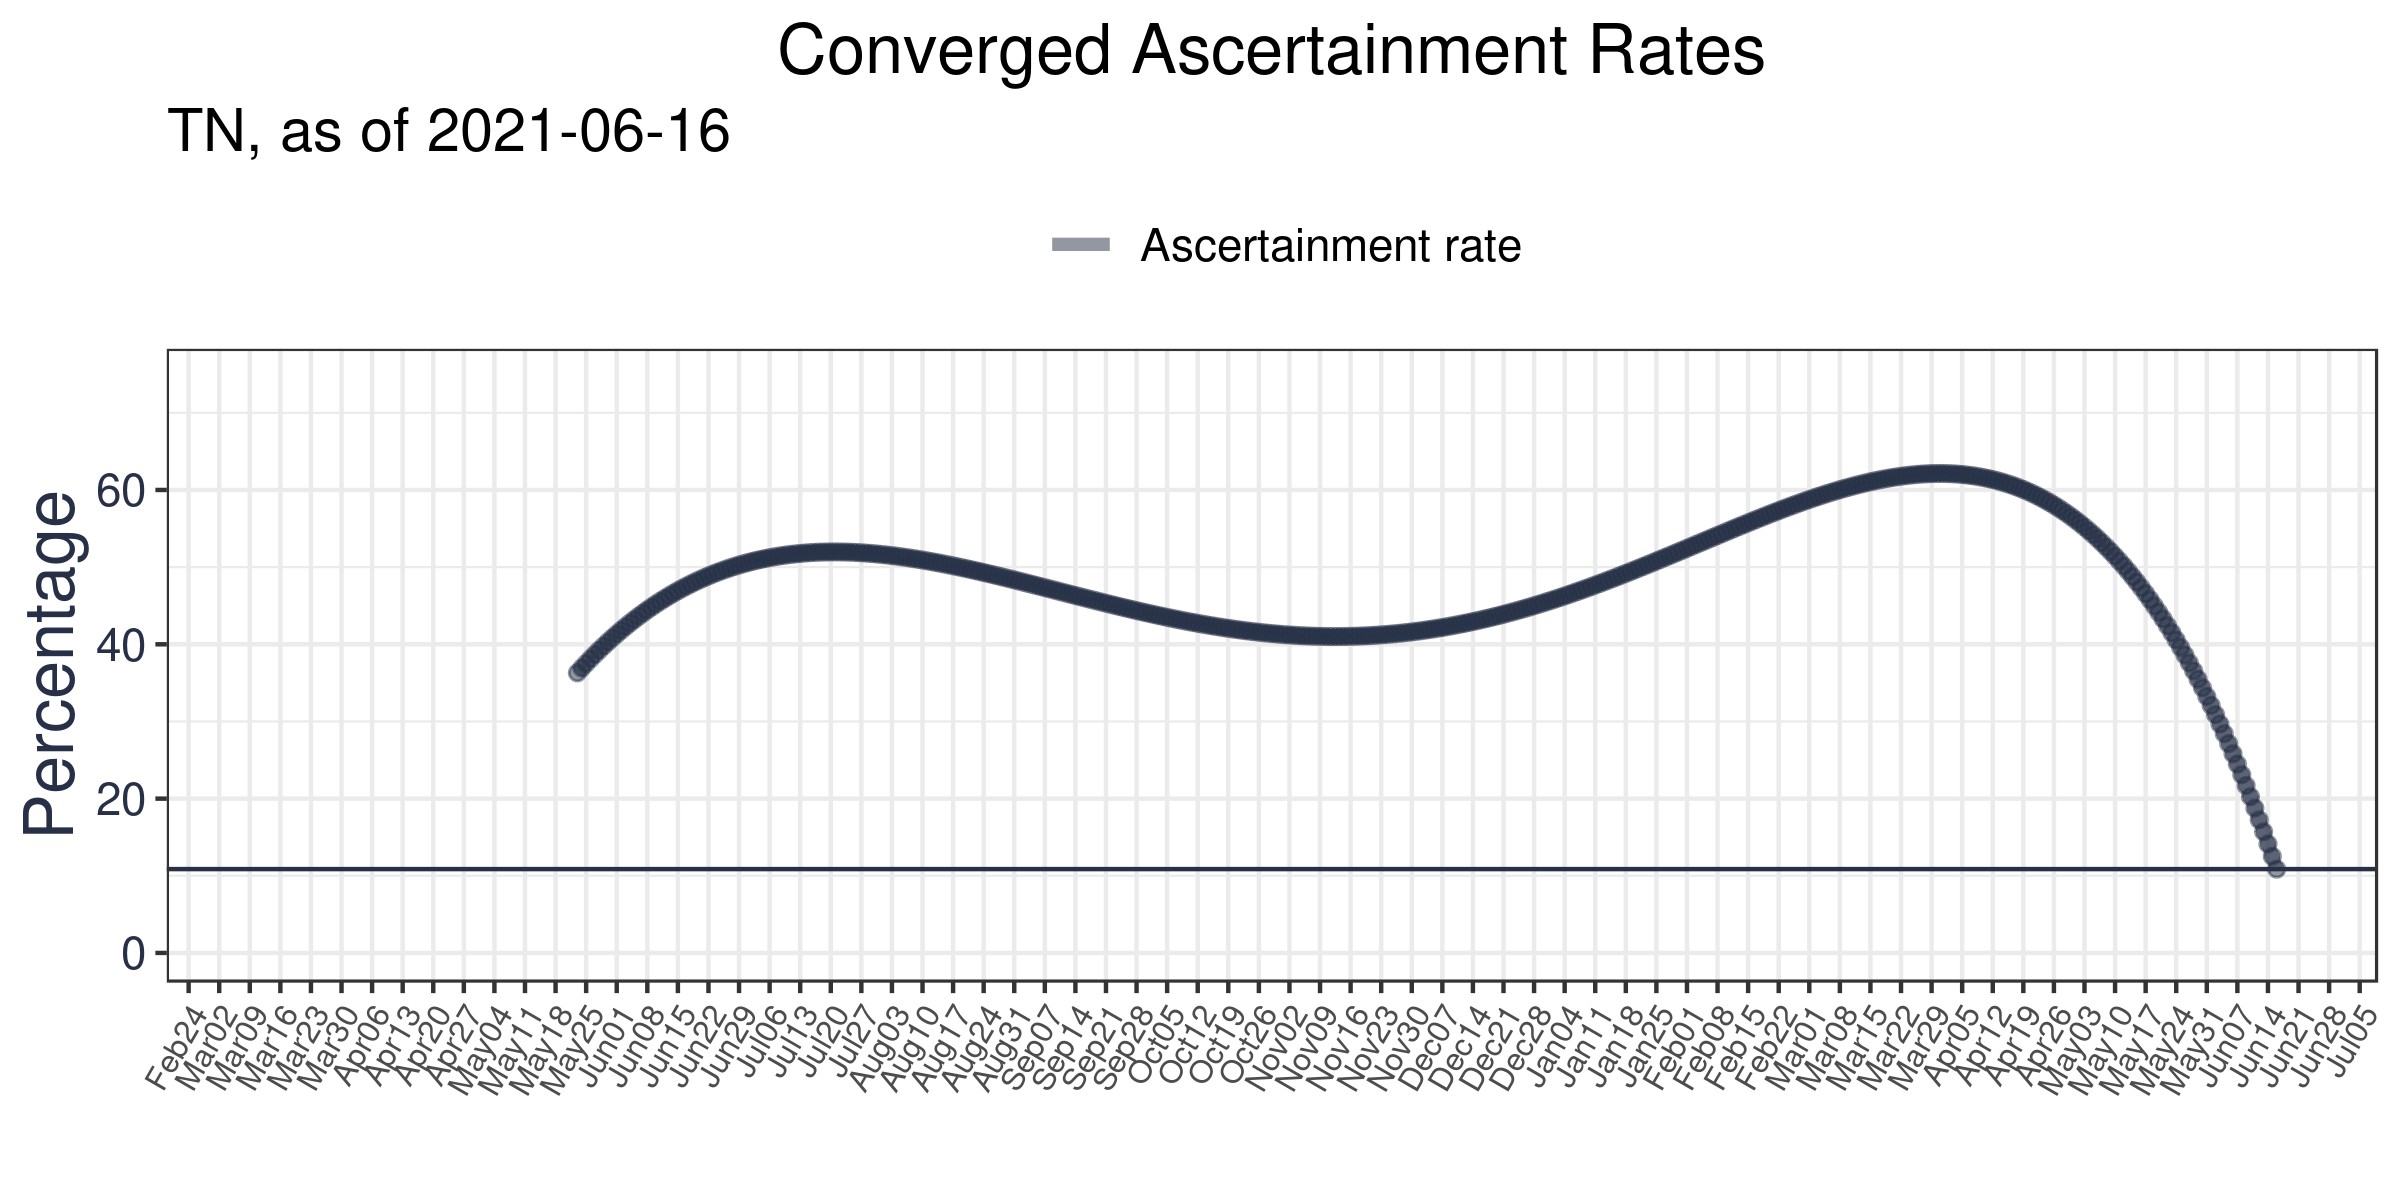 Converged Ascertainment Rates
TN, as of 2021-06-16
Ascertainment rate
Percentage
60
40
20
0
Feb24
Mar02
Mar09
Mar16
Mar23
Mar30
Apr06
Apr13
Apr20
Apr27
May04
May11
May18
May25
Jun01
Jun08
Jun15
Jun22
Jun29
Jul06
Jul13
Jul20
Jul27
Aug03
Aug10
Aug17
Aug24
Aug31
Sep07
Sep14
Sep21
Sep28
Oct05
Oct12
Oct19
Oct26
Nov02
Nov09
Nov16
Nov23
Nov30
Dec07
Dec14
Dec21
Dec28
Jan04
Jan11
Jan18
Jan25
Feb01
Feb08
Feb15
Feb22
Mar01
Mar08
Mar15
Mar22
Mar29
Apr05
Apr12
Apr19
Apr26
May03
May10
May17
May24
May31
Jun07
Jun14
Jun21
Jun28
Jul05